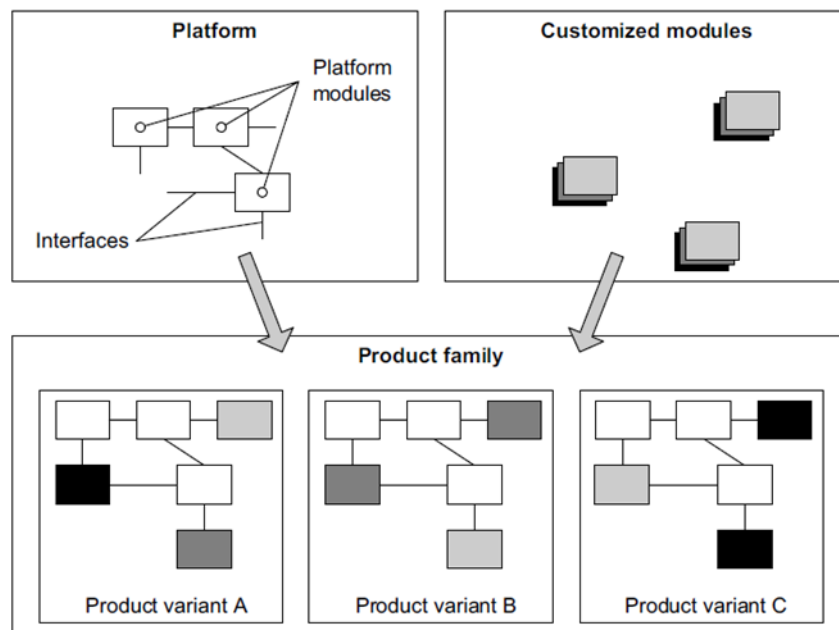 Platform
Platform
modules
Interfaces
Customized modules
Product family
Product variant A
Product variant B
Product variant C